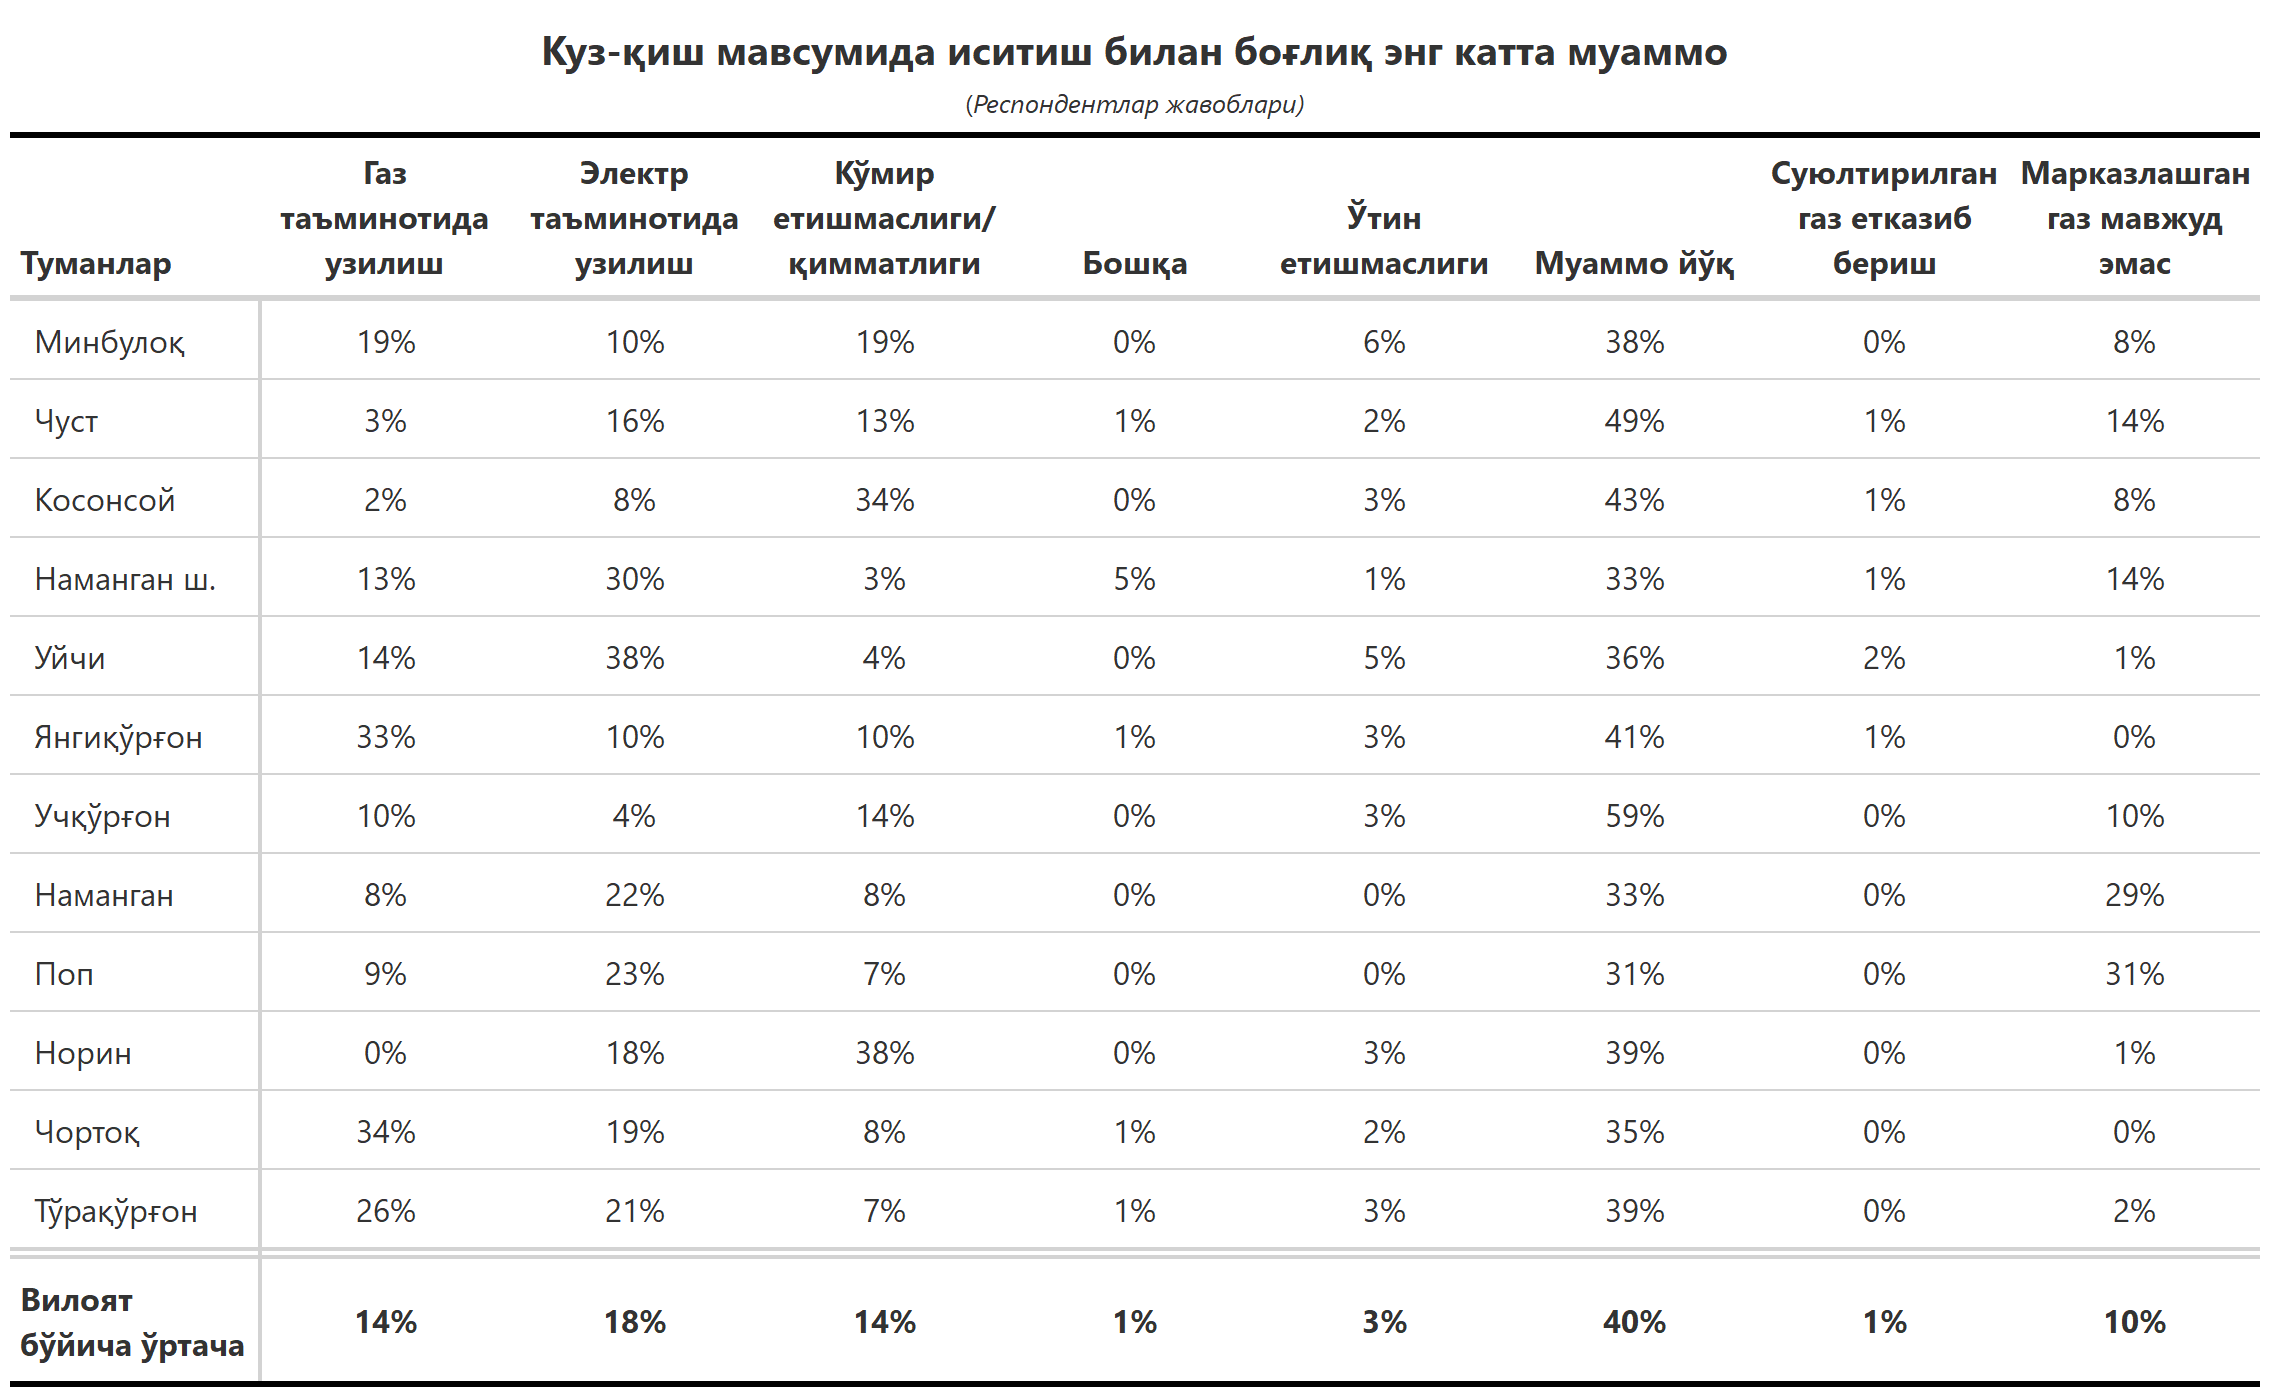 Куз-қиш мавсумида иситиш билан боғлиқ энг катта муаммо
(Респондентлар жавоблари)
Туманлар Газ таъминотида узилиш Электр таъминотида узилиш Кўмир етишмаслиги/ қимматлиги Бошқа Ўтин етишмаслиги Муаммо йўқ Суюлтирилган газ етказиб бериш Марказлашган газ мавжуд эмас
Минбулоқ 19% 10% 19% 0% 6% 38% 0% 8%
Чуст 3% 16% 13% 1% 2% 49% 1% 14%
Косонсой 2% 8% 34% 0% 3% 43% 1% 8%
Наманган ш. 13% 30% 3% 5% 1% 33% 1% 14%
Уйчи 14% 38% 4% 0% 5% 36% 2% 1%
Янгиқўрғон 33% 10% 10% 1% 3% 41% 1% 0%
Учқўрғон 10% 4% 14% 0% 3% 59% 0% 10%
Наманган 8% 22% 8% 0% 0% 33% 0% 29%
Поп 9% 23% 7% 0% 0% 31% 0% 31%
Норин 0% 18% 38% 0% 3% 39% 0% 1%
Чортоқ 34% 19% 8% 1% 2% 35% 0% 0%
Тўрақўрғон 26% 21% 7% 1% 3% 39% 0% 2%
Вилоят бўйича ўртача 14% 18% 14% 1% 3% 40% 1% 10%